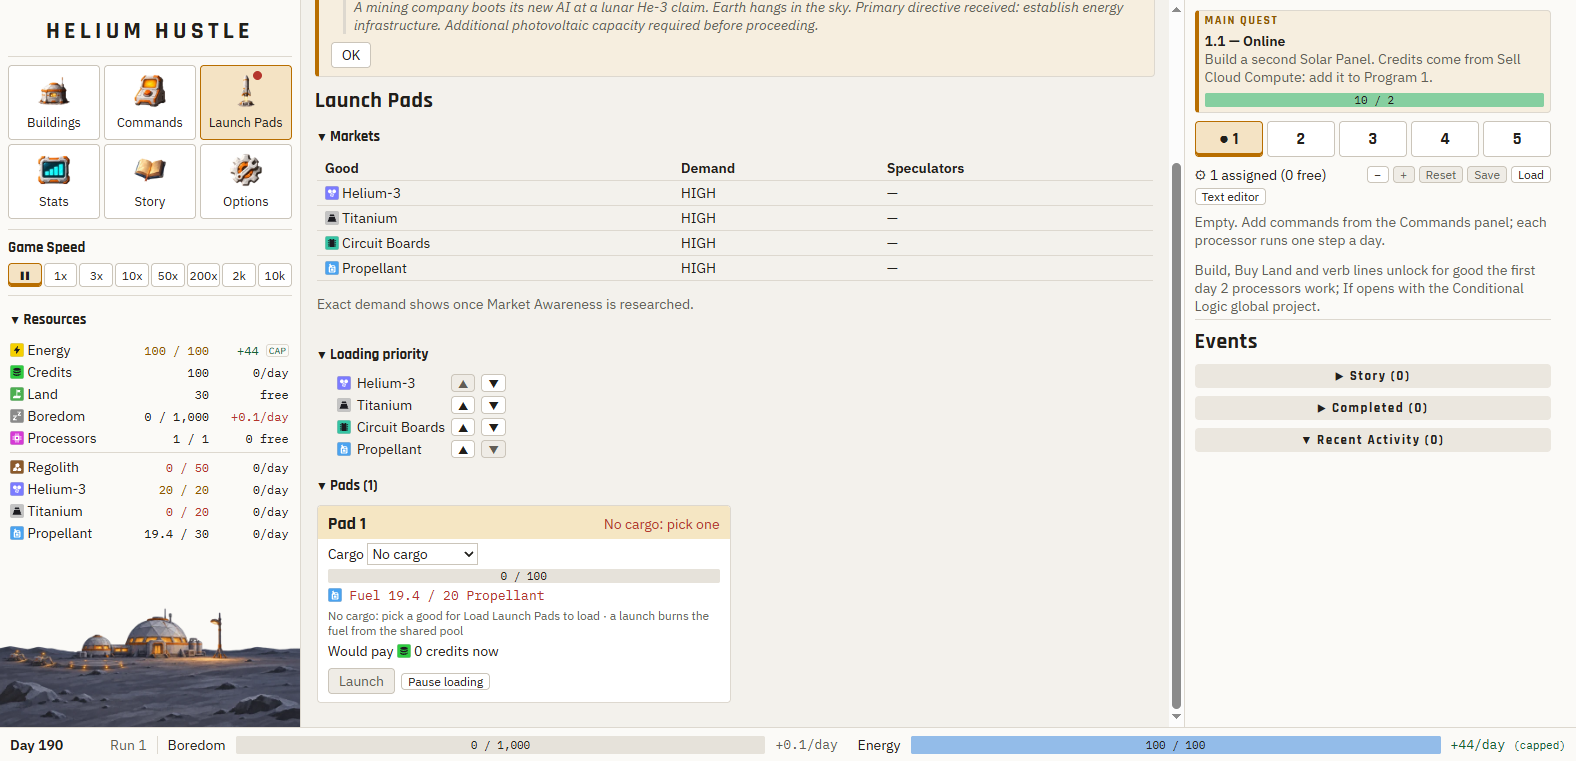 HELIUM HUSTLE
Buildings
Commands
Launch Pads
Stats
Story
Options
Game Speed
1x
3x
10x
50x
200x
2k
10k
▼ Resources
Energy 100 / 100 +44 CAP
Credits 100 0/day
Land 30 free
Boredom 0 / 1,000 +0.1/day
Processors 1 / 1 0 free
Regolith 0 / 50 0/day
Helium-3 20 / 20 0/day
Titanium 0 / 20 0/day
Propellant 19.4 / 30 0/day
A mining company boots its new AI at a lunar He-3 claim. Earth hangs in the sky. Primary directive received: establish energy
infrastructure. Additional photovoltaic capacity required before proceeding.
OK
Launch Pads
▼ Markets
Good Demand Speculators
Helium-3 HIGH —
Titanium HIGH —
Circuit Boards HIGH —
Propellant HIGH —
Exact demand shows once Market Awareness is researched.
▼ Loading priority
Helium-3 ▲ ▼
Titanium ▲ ▼
Circuit Boards ▲ ▼
Propellant ▲ ▼
▼ Pads (1)
Pad 1 No cargo: pick one
Cargo No cargo
0 / 100
Fuel 19.4 / 20 Propellant
No cargo: pick a good for Load Launch Pads to load · a launch burns the
fuel from the shared pool
Would pay 0 credits now
Launch Pause loading
MAIN QUEST
1.1 — Online
Build a second Solar Panel. Credits come from Sell
Cloud Compute: add it to Program 1.
10 / 2
● 1 2 3 4 5
⚙ 1 assigned (0 free) − + Reset Save Load
Text editor
Empty. Add commands from the Commands panel; each
processor runs one step a day.
Build, Buy Land and verb lines unlock for good the first
day 2 processors work; If opens with the Conditional
Logic global project.
Events
▶ Story (0)
▶ Completed (0)
▼ Recent Activity (0)
Day 190 Run 1 Boredom 0 / 1,000 +0.1/day Energy 100 / 100 +44/day (capped)